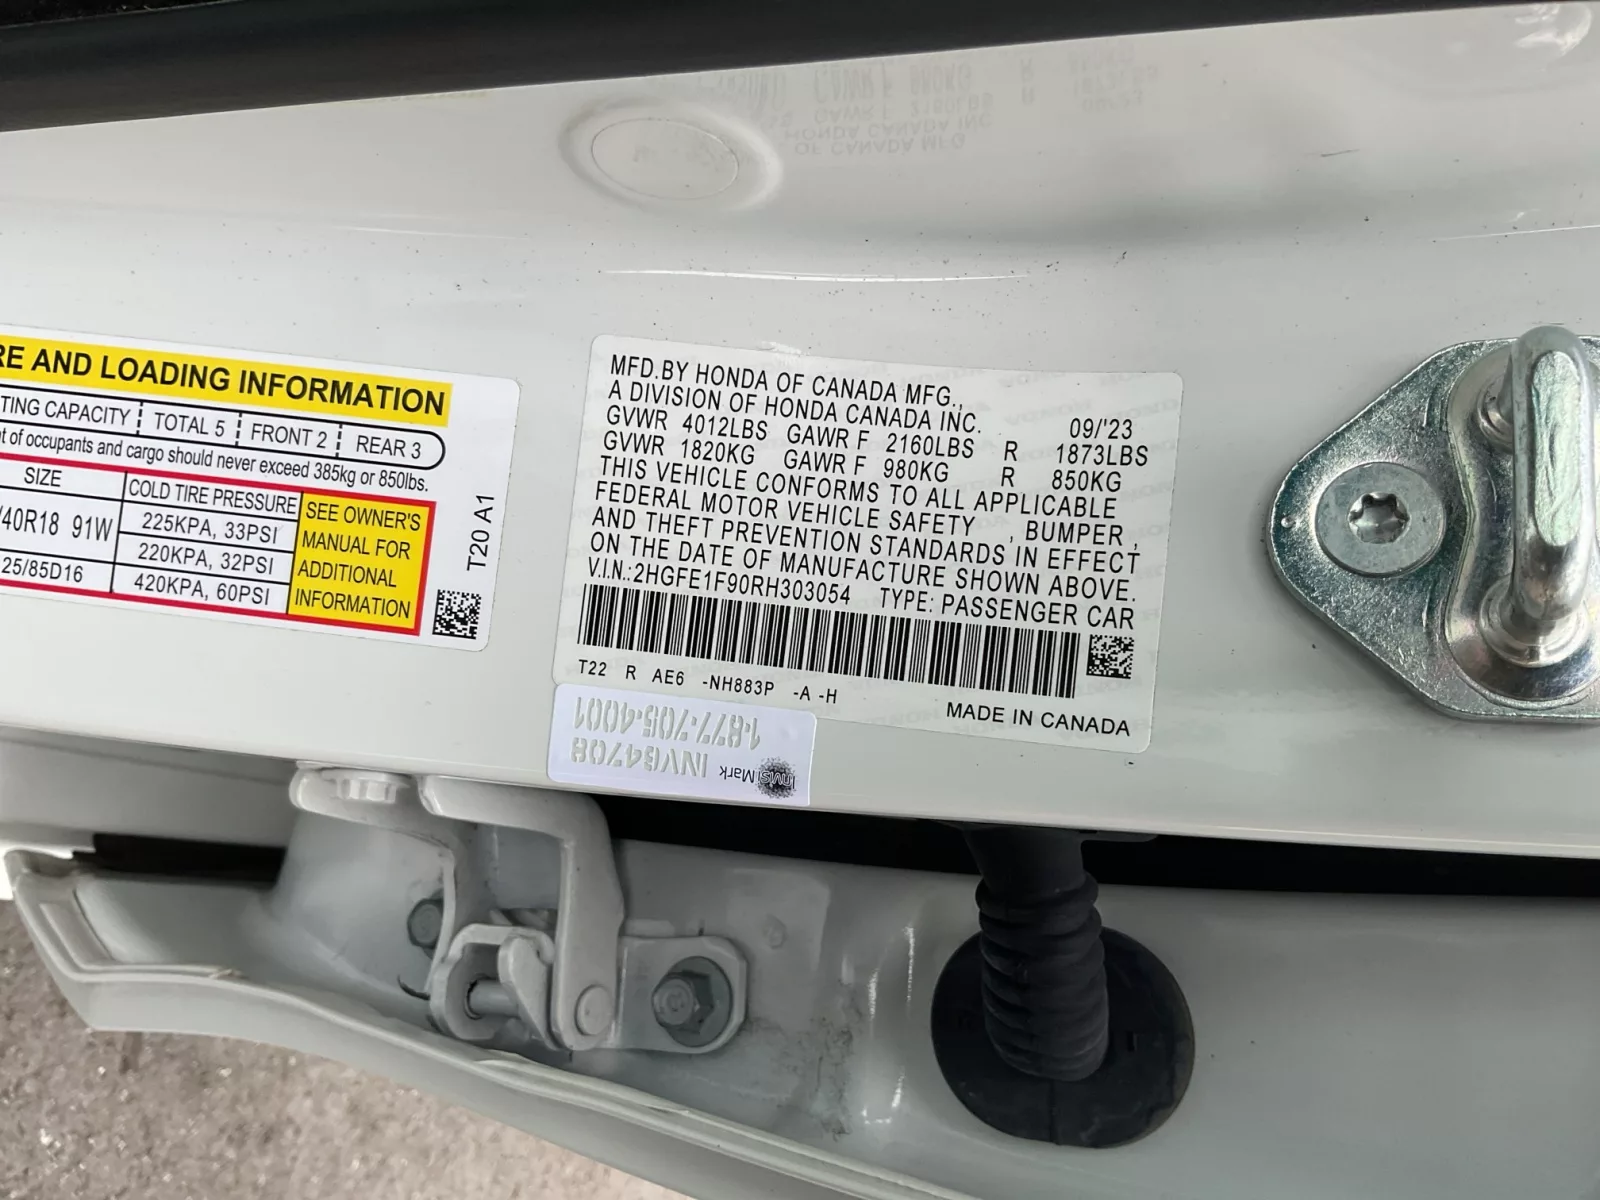 RE AND LOADING INFORMATION
TING CAPACITY TOTAL 5 FRONT 2 REAR 3
of occupants and cargo should never exceed 385kg or 850lbs.
SIZE COLD TIRE PRESSURE
/40R18 91W 225KPA, 33PSI
220KPA, 32PSI
25/85D16 420KPA, 60PSI
SEE OWNER'S
MANUAL FOR
ADDITIONAL
INFORMATION
T20 A1
MFD.BY HONDA OF CANADA MFG.,
A DIVISION OF HONDA CANADA INC. 09/'23
GVWR 4012LBS GAWR F 2160LBS R 1873LBS
GVWR 1820KG GAWR F 980KG R 850KG
THIS VEHICLE CONFORMS TO ALL APPLICABLE
FEDERAL MOTOR VEHICLE SAFETY , BUMPER ,
AND THEFT PREVENTION STANDARDS IN EFFECT
ON THE DATE OF MANUFACTURE SHOWN ABOVE.
V.I.N.:2HGFE1F90RH303054 TYPE: PASSENGER CAR
T22 R AE6 -NH883P -A -H
MADE IN CANADA
InviSiMark INV64708
1-877-705-4001